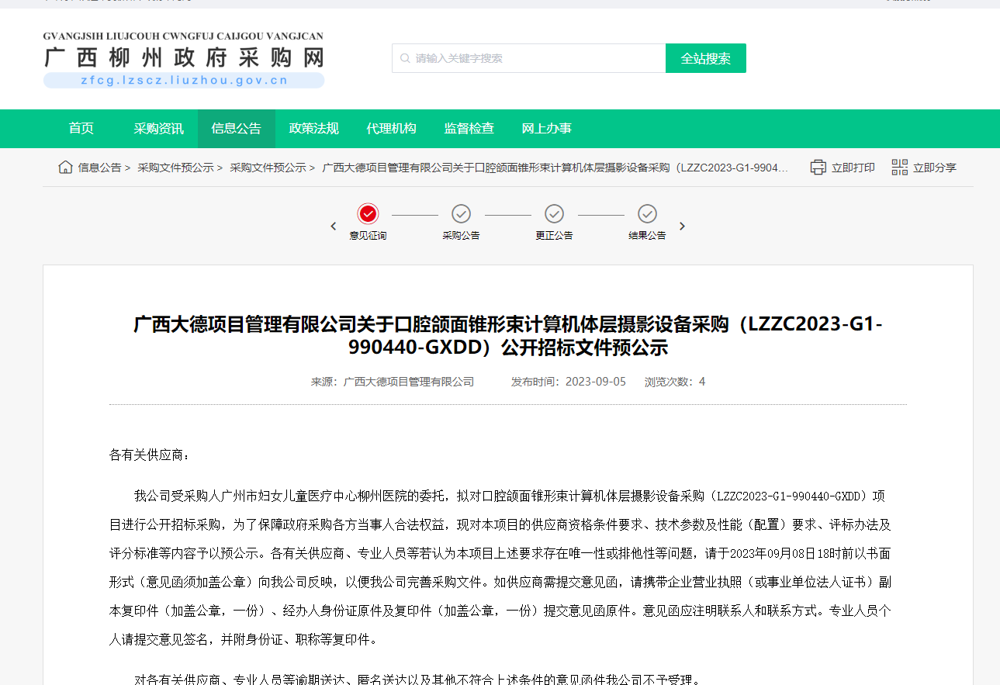 GVANGJSIH LIUJCOUH CWNGFUJ CAIJGOU VANGJCAN
广西柳州政府采购网
zfcg.lzscz.liuzhou.gov.cn
请输入关键字搜索
全站搜索
首页 采购资讯 信息公告 政策法规 代理机构 监督检查 网上办事
信息公告 > 采购文件预公示 > 采购文件预公示 > 广西大德项目管理有限公司关于口腔颌面锥形束计算机体层摄影设备采购（LZZC2023-G1-9904... 立即打印 立即分享
意见征询 采购公告 更正公告 结果公告
广西大德项目管理有限公司关于口腔颌面锥形束计算机体层摄影设备采购（LZZC2023-G1-
990440-GXDD）公开招标文件预公示
来源：广西大德项目管理有限公司 发布时间：2023-09-05 浏览次数：4
各有关供应商：
我公司受采购人广州市妇女儿童医疗中心柳州医院的委托，拟对口腔颌面锥形束计算机体层摄影设备采购（LZZC2023-G1-990440-GXDD）项
目进行公开招标采购，为了保障政府采购各方当事人合法权益，现对本项目的供应商资格条件要求、技术参数及性能（配置）要求、评标办法及
评分标准等内容予以预公示。各有关供应商、专业人员等若认为本项目上述要求存在唯一性或排他性等问题，请于2023年09月08日18时前以书面
形式（意见函须加盖公章）向我公司反映，以便我公司完善采购文件。如供应商需提交意见函，请携带企业营业执照（或事业单位法人证书）副
本复印件（加盖公章，一份）、经办人身份证原件及复印件（加盖公章，一份）提交意见函原件。意见函应注明联系人和联系方式。专业人员个
人请提交意见签名，并附身份证、职称等复印件。
对各有关供应商、专业人员等逾期送达、匿名送达以及其他不符合上述条件的意见函件我公司不予受理。